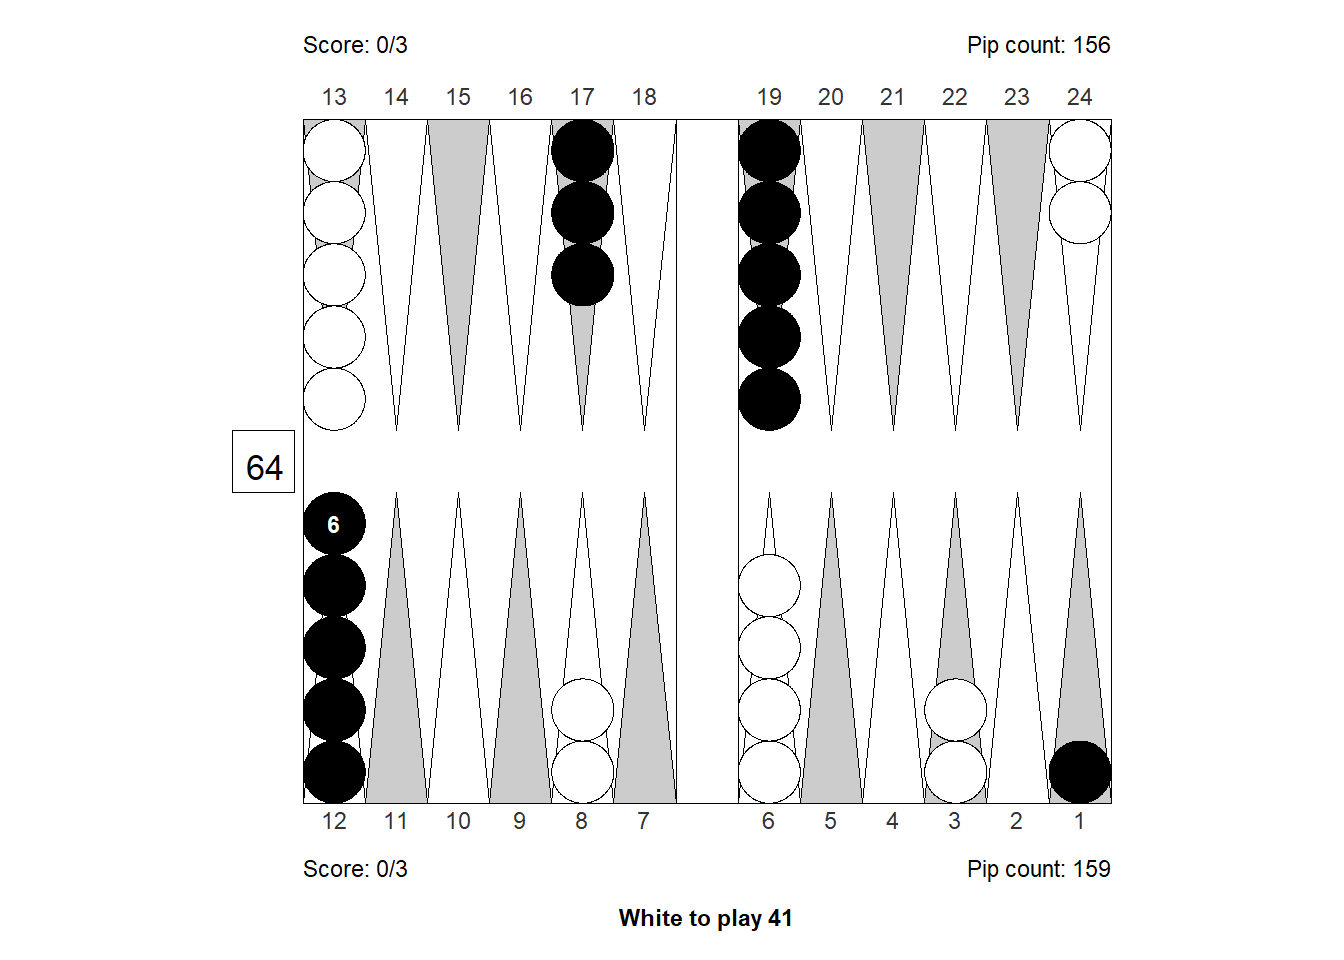 Score: 0/3 Pip count: 156
13 14 15 16 17 18 19 20 21 22 23 24
64
6
12 11 10 9 8 7 6 5 4 3 2 1
Score: 0/3 Pip count: 159
White to play 41